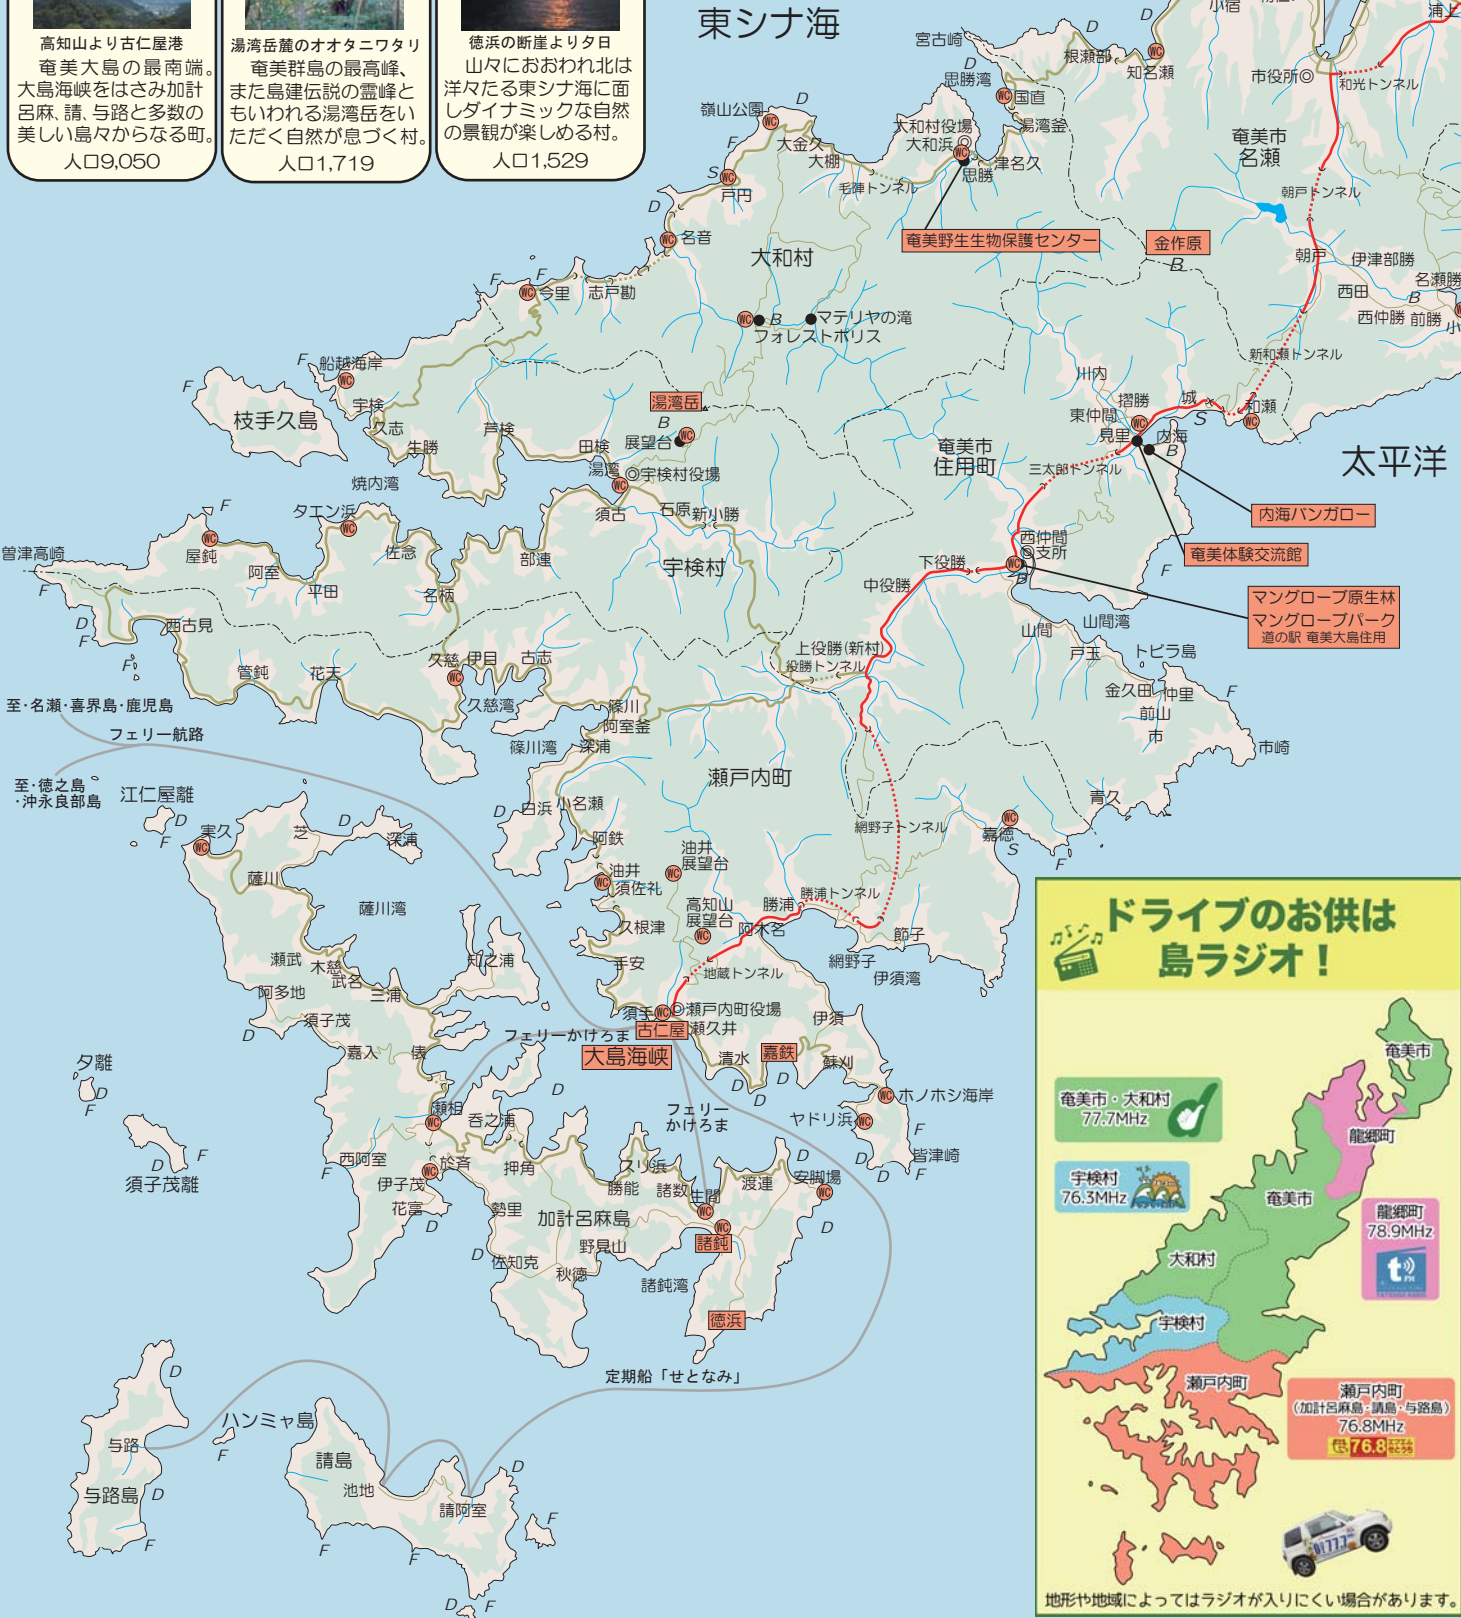 高知山より古仁屋港
奄美大島の最南端。
大島海峡をはさみ加計
呂麻、請、与路と多数の
美しい島々からなる町。
人口9,050
湯湾岳麓のオオタニワタリ
奄美群島の最高峰、
また島建伝説の霊峰と
もいわれる湯湾岳をい
ただく自然が息づく村。
人口1,719
徳浜の断崖より夕日
山々におおわれ北は
洋々たる東シナ海に面
しダイナミックな自然
の景観が楽しめる村。
人口1,529
東シナ海
宮古崎
D
思勝湾
D
根瀬部
D
知名瀬
WC
小宿
浦上
市役所◎
和光トンネル
奄美市
名瀬
朝戸トンネル
朝戸
伊津部勝
名瀬勝
西田
B
西仲勝
前勝
小
新和瀬トンネル
WC
国直
湯湾釜
嶺山公園
WC
D
F
大金久
大棚
大和村役場
大和浜◎
WC
思勝
津名久
毛陣トンネル
S
WC
戸円
D
WC
名音
大和村
奄美野生生物保護センター
金作原
B
F
F
WC
今里
志戸勘
WC
B
マテリヤの滝
フォレストポリス
F
船越海岸
WC
F
枝手久島
宇検
久志
生勝
芦検
焼内湾
田検
湯湾岳
B
展望台
WC
湯湾
◎宇検村役場
WC
須古
石原
新小勝
宇検村
川内
摺勝
WC
東仲間
見里
内海
B
城
S
和瀬
WC
奄美市
住用町
三太郎トンネル
太平洋
内海バンガロー
奄美体験交流館
西仲間
◎支所
WC
B
マングローブ原生林
マングローブパーク
道の駅 奄美大島住用
下役勝
中役勝
上役勝(新村)
役勝トンネル
山間
山間湾
F
戸玉
トビラ島
金久田
仲里
F
前山
市
市崎
青久
曽津高崎
F
F
WC
屋鈍
阿室
タエン浜
WC
平田
佐念
名柄
部連
D
F
西古見
F
管鈍
花天
久慈
WC
伊目
古志
久慈湾
篠川
阿室釜
篠川湾
深浦
至・名瀬・喜界島・鹿児島
フェリー航路
至・徳之島
・沖永良部島
瀬戸内町
網野子トンネル
WC
嘉徳
S
F
D
白浜
小名瀬
阿鉄
油井
WC
須佐礼
油井
展望台
WC
久根津
手安
高知山
展望台
WC
勝浦
勝浦トンネル
阿木名
地蔵トンネル
節子
網野子
伊須湾
須手
WC
◎瀬戸内町役場
古仁屋
瀬久井
大島海峡
フェリーかけろま
清水
D
嘉鉄
D
D
伊須
蘇刈
WC
ホノホシ海岸
ヤドリ浜
WC
F
皆津崎
D
D
F
江仁屋離
D
F
実久
WC
芝
D
深浦
薩川
薩川湾
瀬武
木慈
武名
三浦
知之浦
阿多地
D
須子茂
嘉入
俵
夕離
D
F
D
F
須子茂離
瀬相
WC
呑之浦
D
西阿室
F
於斉
WC
伊子茂
花富
D
押角
勢里
D
佐知克
加計呂麻島
スリ浜
勝能
諸数
フェリー
かけろま
生間
WC
WC
諸鈍
渡連
D
安脚場
WC
D
野見山
秋徳
諸鈍湾
徳浜
定期船「せとなみ」
D
与路
与路島
D
F
ハンミャ島
F
請島
池地
F
F
請阿室
D
F
D
F
ドライブのお供は
島ラジオ！
奄美市・大和村
77.7MHz
宇検村
76.3MHz
龍郷町
78.9MHz
奄美市
龍郷町
奄美市
大和村
宇検村
瀬戸内町
瀬戸内町
(加計呂麻島・請島・与路島)
76.8MHz
76.8
地形や地域によってはラジオが入りにくい場合があります。